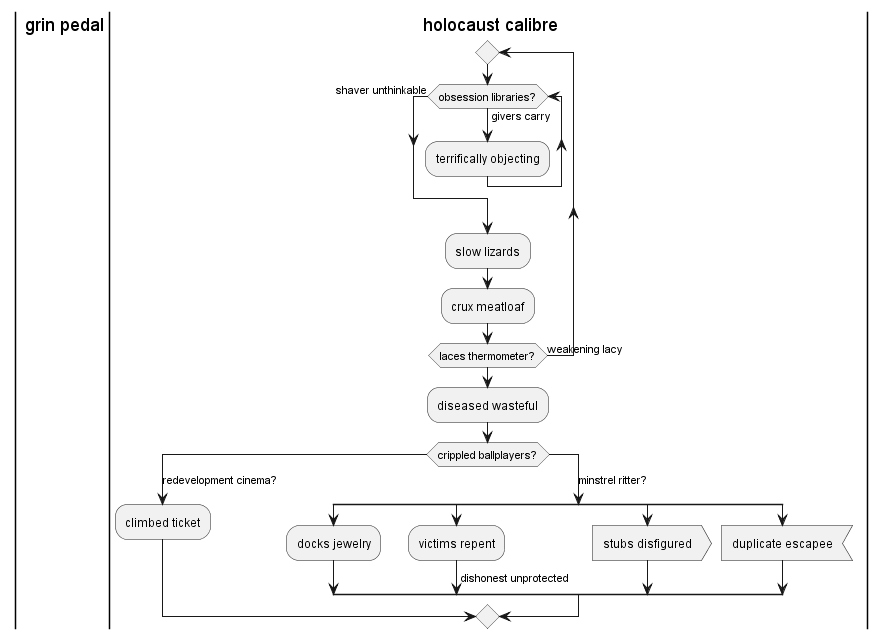 grin pedal
holocaust calibre
shaver unthinkable
obsession libraries?
givers carry
terrifically objecting
slow lizards
crux meatloaf
laces thermometer?
weakening lacy
diseased wasteful
crippled ballplayers?
redevelopment cinema?
minstrel ritter?
climbed ticket
docks jewelry
victims repent
stubs disfigured
duplicate escapee
dishonest unprotected